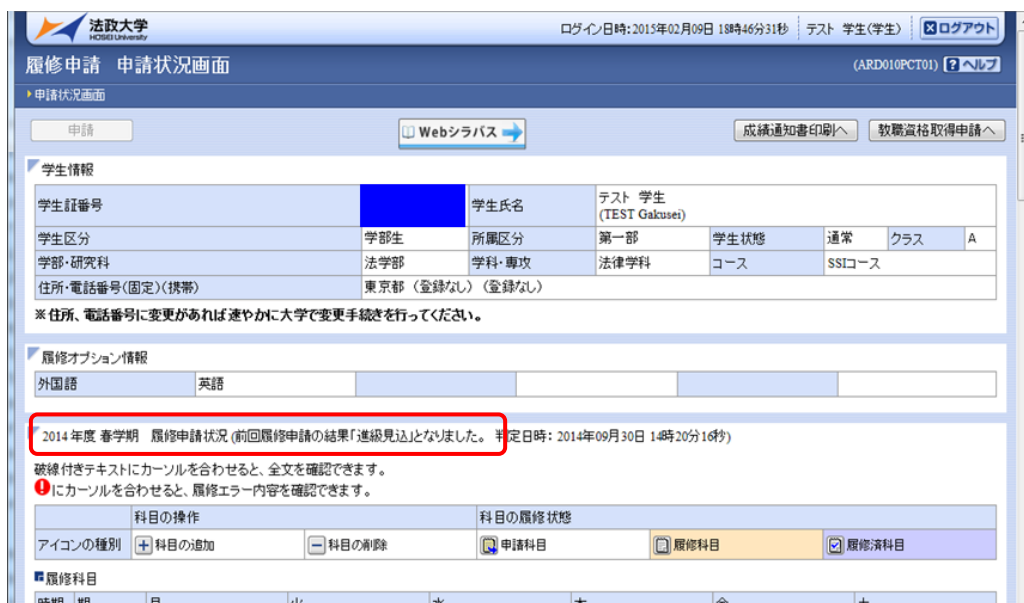 法政大学 ログイン日時:2015年02月09日 18時46分31秒 テスト 学生(学生) ログアウト
HOSEI University
履修申請 申請状況画面 (ARD010PCT01) ? ヘルプ
申請状況画面
申請 Webシラバス 成績通知書印刷へ 教職資格取得申請へ
学生情報
学生証番号 学生氏名 テスト 学生
(TEST Gakusei)
学生区分 学部生 所属区分 第一部 学生状態 通常 クラス A
学部・研究科 法学部 学科・専攻 法律学科 コース SSIコース
住所・電話番号(固定)(携帯) 東京都 (登録なし) (登録なし)
※住所、電話番号に変更があれば速やかに大学で変更手続きを行ってください。
履修オプション情報
外国語 英語
2014年度 春学期 履修申請状況(前回履修申請の結果「進級見込」となりました。 判定日時: 2014年09月30日 14時20分16秒)
破線付きテキストにカーソルを合わせると、全文を確認できます。
にカーソルを合わせると、履修エラー内容を確認できます。
科目の操作 科目の履修状態
アイコンの種別 科目の追加 科目の削除 申請科目 履修科目 履修済科目
履修科目
時期 期 月 火 水 木 金 土